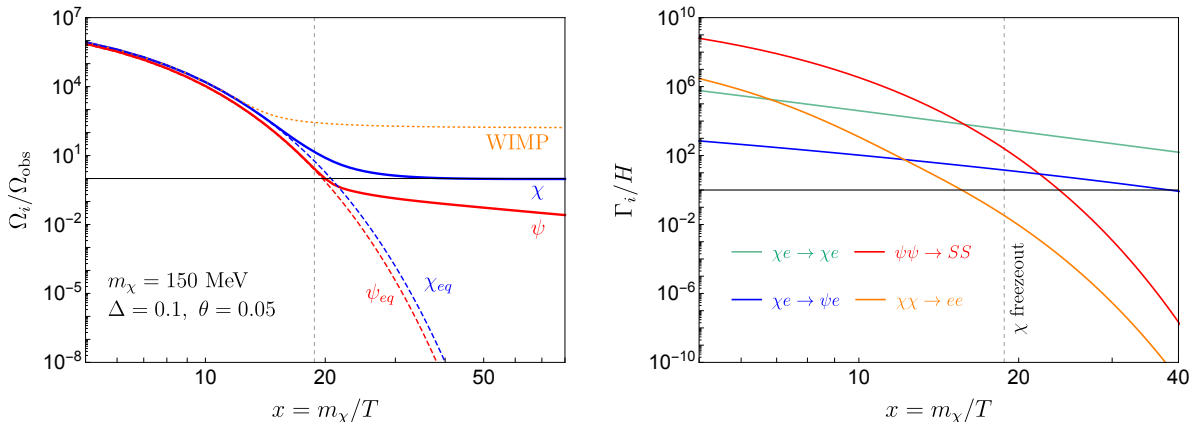 10^7
10^4
10^1
10^{-2}
10^{-5}
10^{-8}
Ω_i/Ω_obs
WIMP
χ
ψ
ψ_eq
χ_eq
m_χ = 150 MeV
Δ = 0.1, θ = 0.05
10
20
50
x = m_χ/T
10^{10}
10^6
10^2
10^{-2}
10^{-6}
10^{-10}
Γ_i/H
χe → χe
ψψ → SS
χe → ψe
χχ → ee
χ freezeout
10
20
40
x = m_χ/T